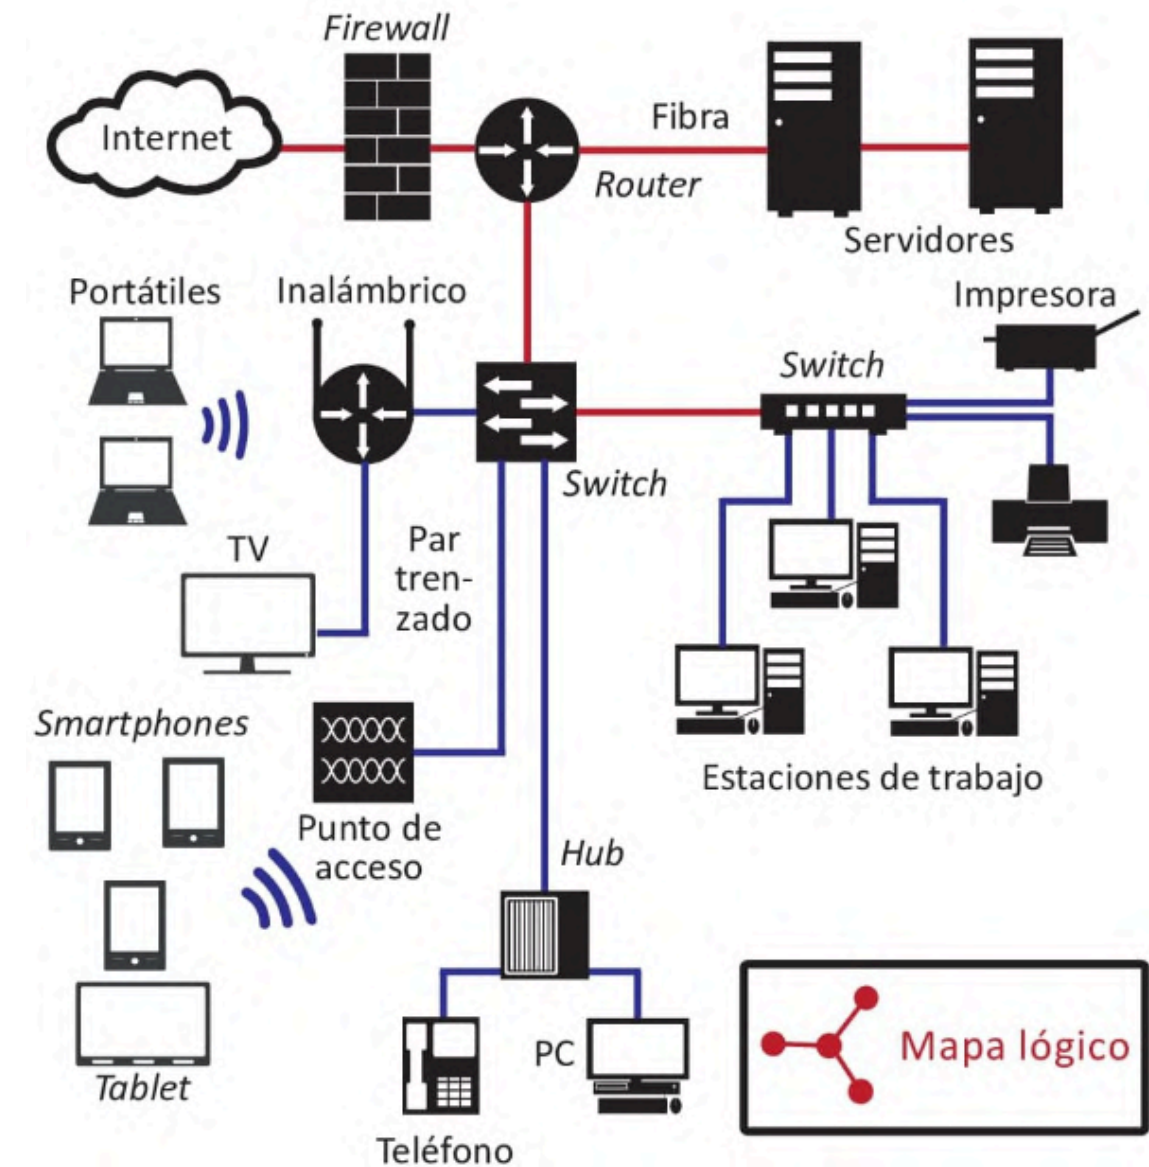 Firewall
Internet
Fibra
Router
Servidores
Portátiles
Inalámbrico
Impresora
Switch
Switch
TV
Par
tren-
zado
Smartphones
Estaciones de trabajo
Punto de
acceso
Hub
Tablet
PC
Mapa lógico
Teléfono